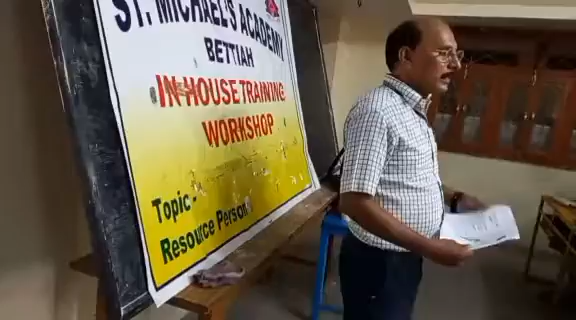 ST. MICHAEL'S ACADEMY
BETTIAH
IN HOUSE TRAINING
WORKSHOP
Topic -
Resource Person